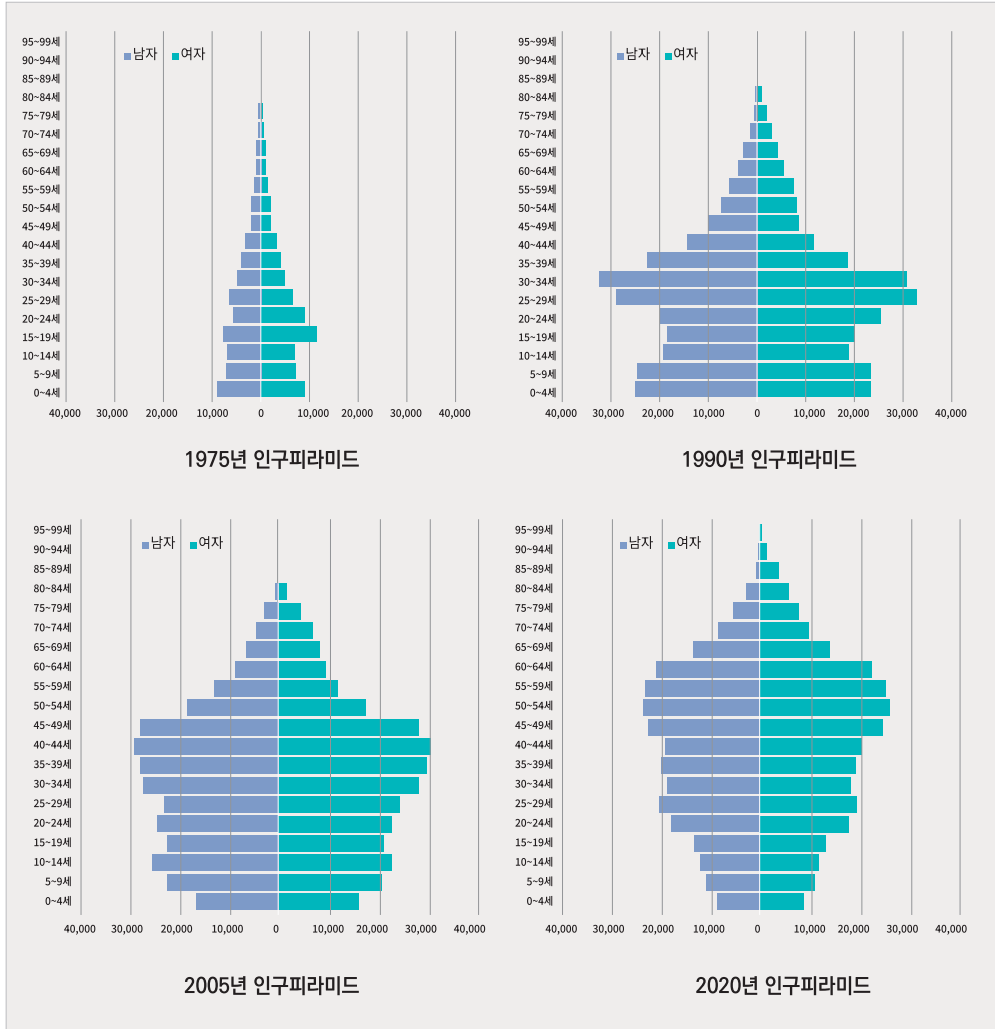 남자 여자
95~99세
90~94세
85~89세
80~84세
75~79세
70~74세
65~69세
60~64세
55~59세
50~54세
45~49세
40~44세
35~39세
30~34세
25~29세
20~24세
15~19세
10~14세
5~9세
0~4세
40,000 30,000 20,000 10,000 0 10,000 20,000 30,000 40,000
1975년 인구피라미드
남자 여자
95~99세
90~94세
85~89세
80~84세
75~79세
70~74세
65~69세
60~64세
55~59세
50~54세
45~49세
40~44세
35~39세
30~34세
25~29세
20~24세
15~19세
10~14세
5~9세
0~4세
40,000 30,000 20,000 10,000 0 10,000 20,000 30,000 40,000
1990년 인구피라미드
남자 여자
95~99세
90~94세
85~89세
80~84세
75~79세
70~74세
65~69세
60~64세
55~59세
50~54세
45~49세
40~44세
35~39세
30~34세
25~29세
20~24세
15~19세
10~14세
5~9세
0~4세
40,000 30,000 20,000 10,000 0 10,000 20,000 30,000 40,000
2005년 인구피라미드
남자 여자
95~99세
90~94세
85~89세
80~84세
75~79세
70~74세
65~69세
60~64세
55~59세
50~54세
45~49세
40~44세
35~39세
30~34세
25~29세
20~24세
15~19세
10~14세
5~9세
0~4세
40,000 30,000 20,000 10,000 0 10,000 20,000 30,000 40,000
2020년 인구피라미드